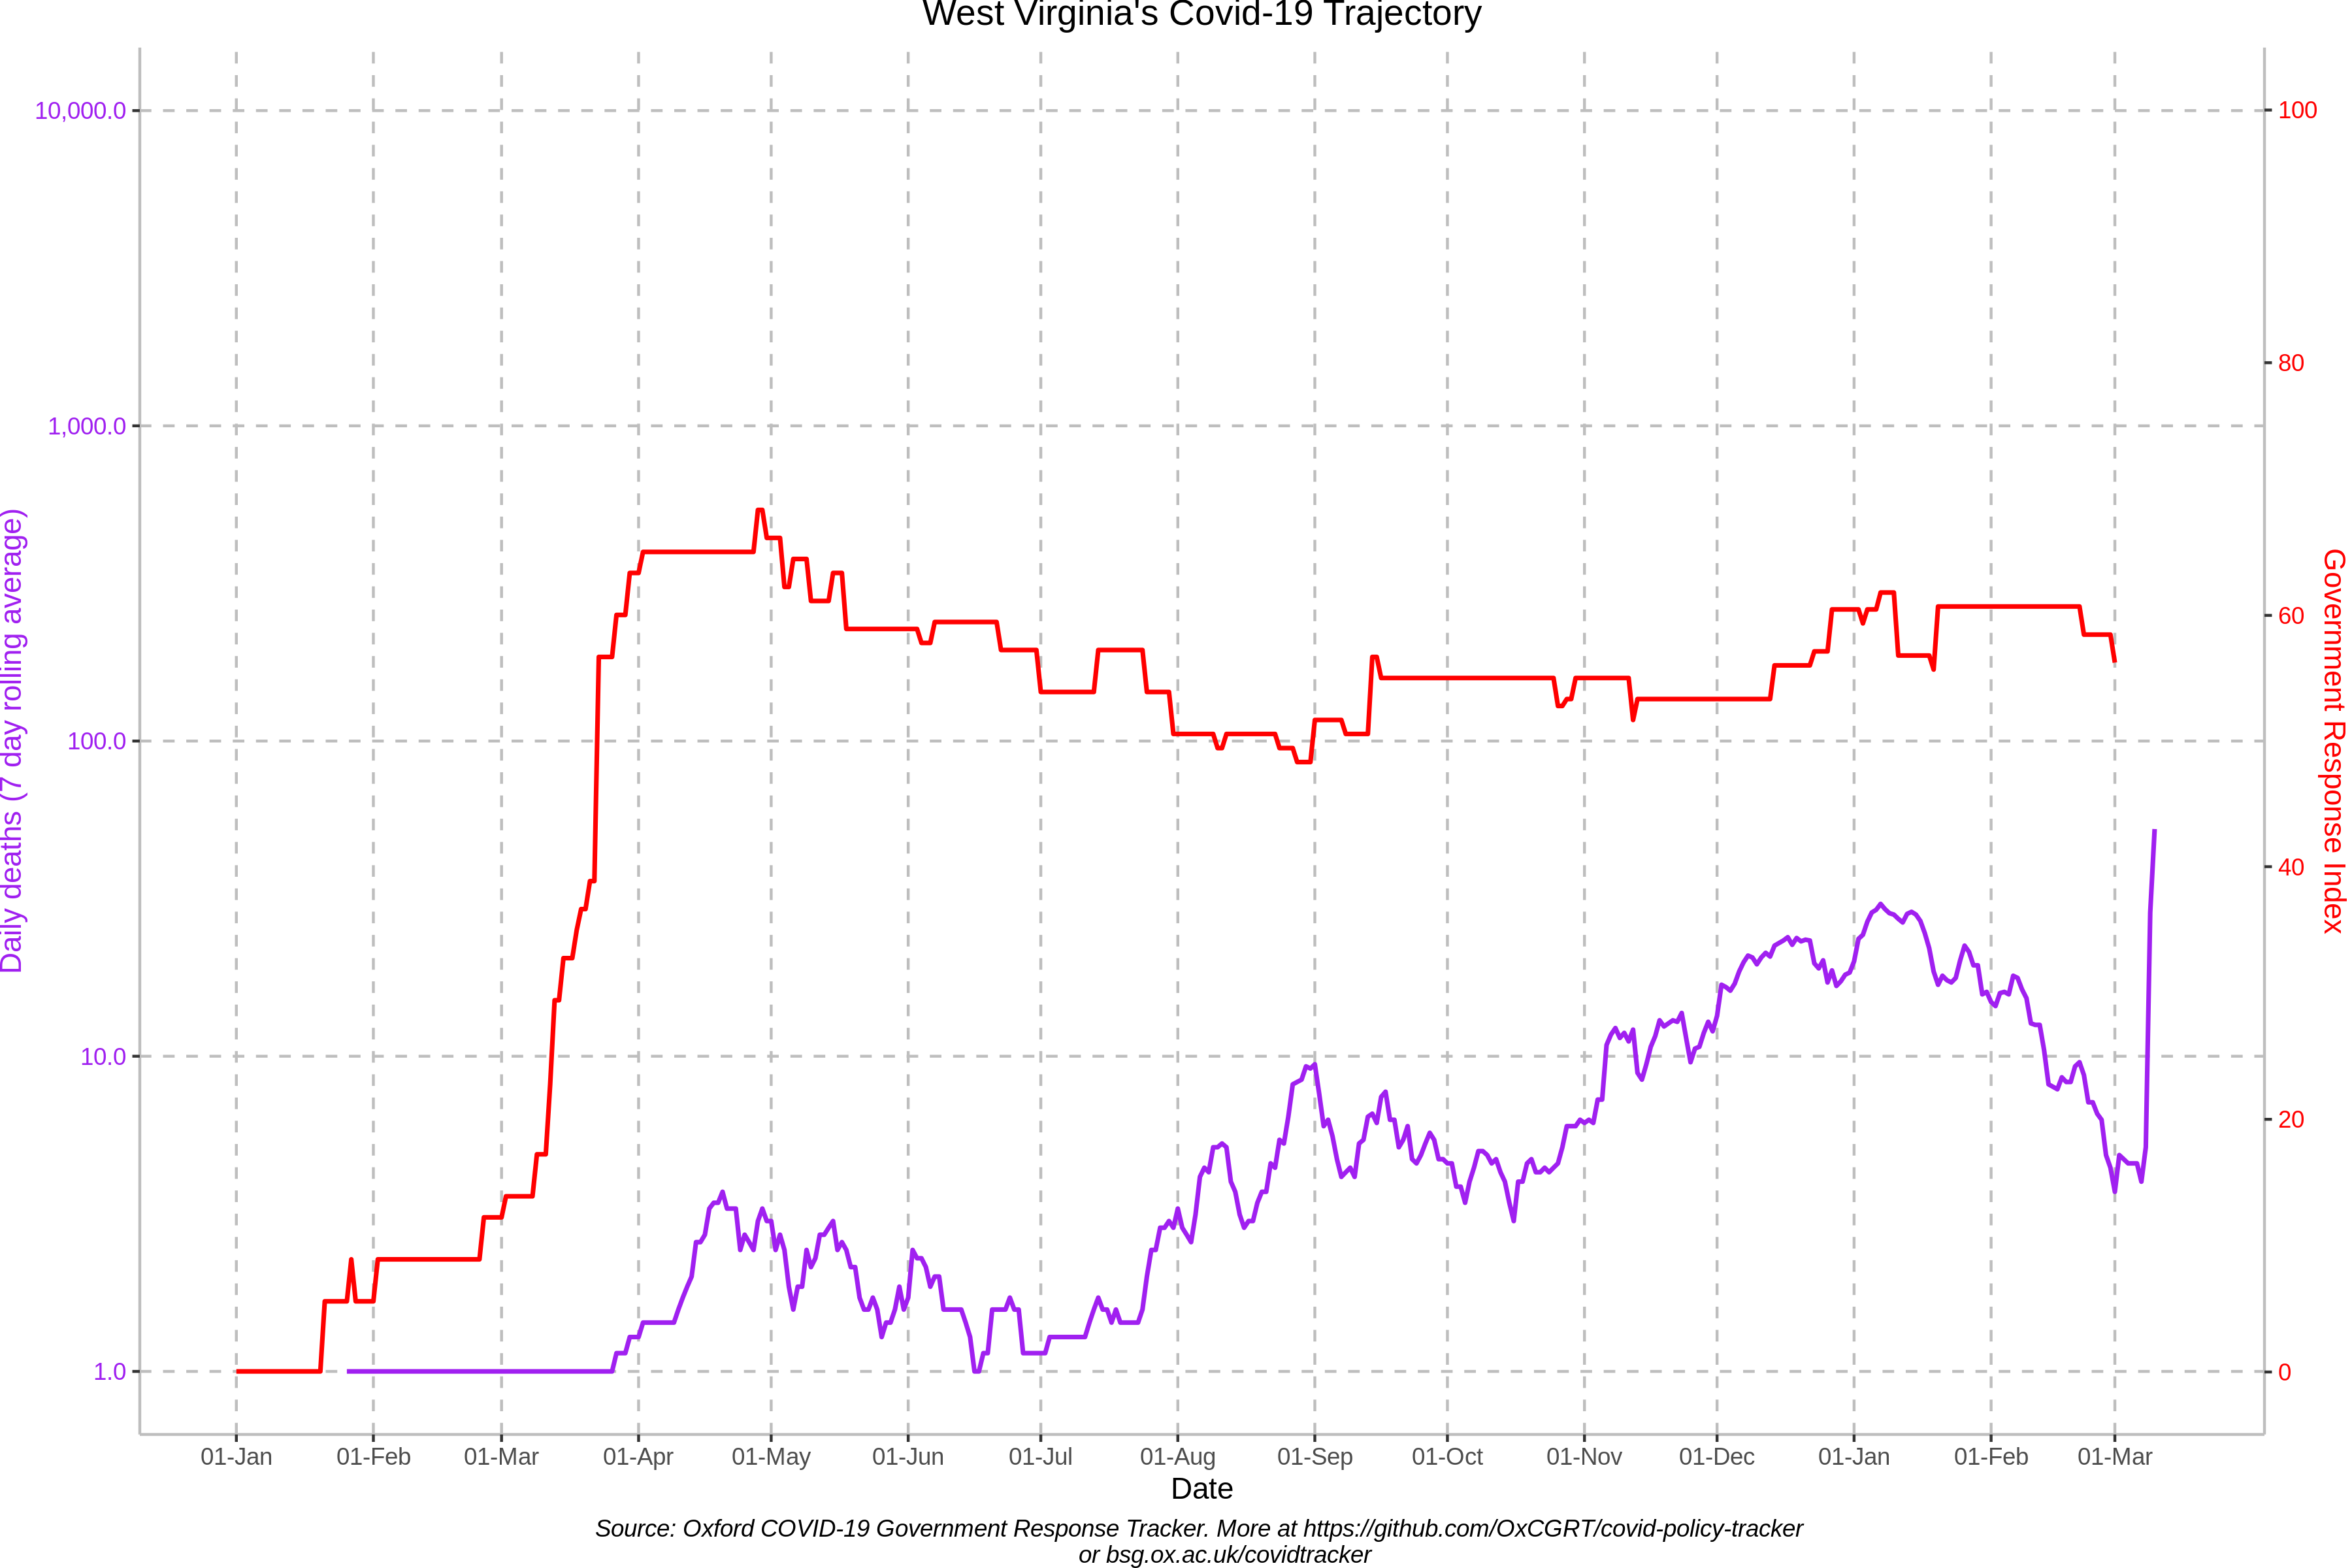 West Virginia's Covid-19 Trajectory
10,000.0
1,000.0
100.0
10.0
1.0
Daily deaths (7 day rolling average)
100
80
60
40
20
0
Government Response Index
01-Jan 01-Feb 01-Mar 01-Apr 01-May 01-Jun 01-Jul 01-Aug 01-Sep 01-Oct 01-Nov 01-Dec 01-Jan 01-Feb 01-Mar
Date
Source: Oxford COVID-19 Government Response Tracker. More at https://github.com/OxCGRT/covid-policy-tracker
or bsg.ox.ac.uk/covidtracker